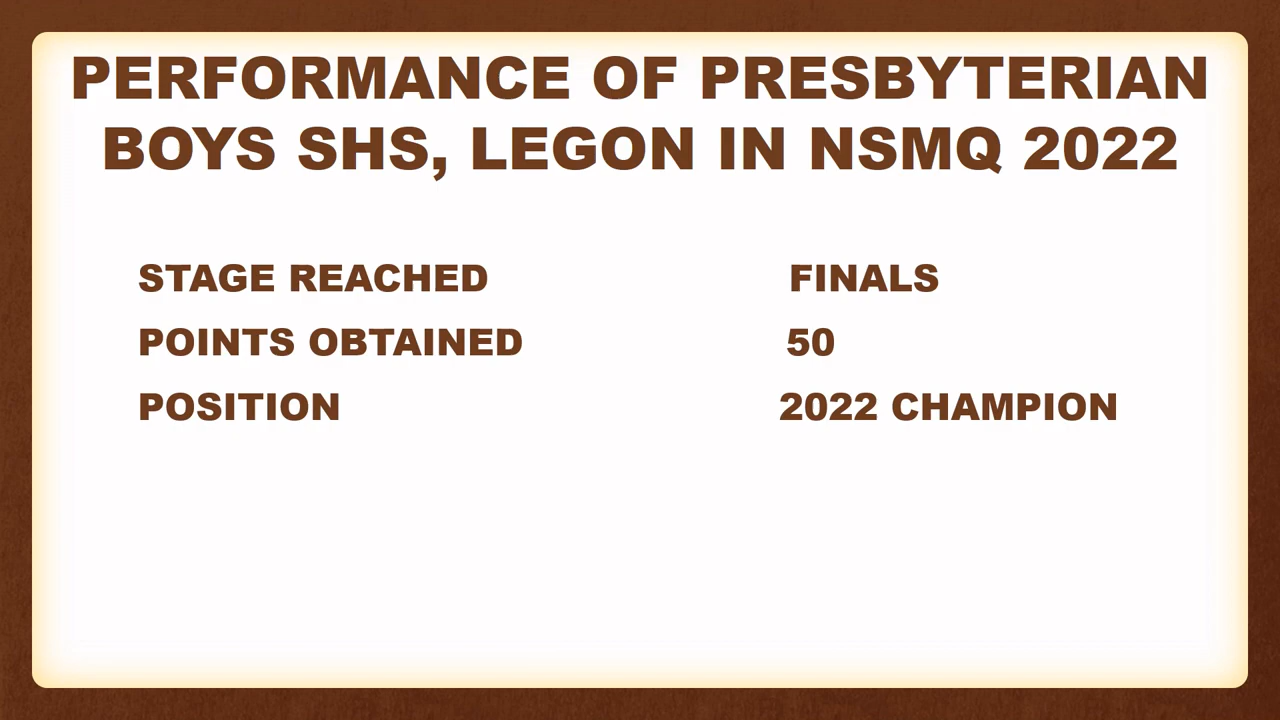 PERFORMANCE OF PRESBYTERIAN
BOYS SHS, LEGON IN NSMQ 2022
STAGE REACHED FINALS
POINTS OBTAINED 50
POSITION 2022 CHAMPION